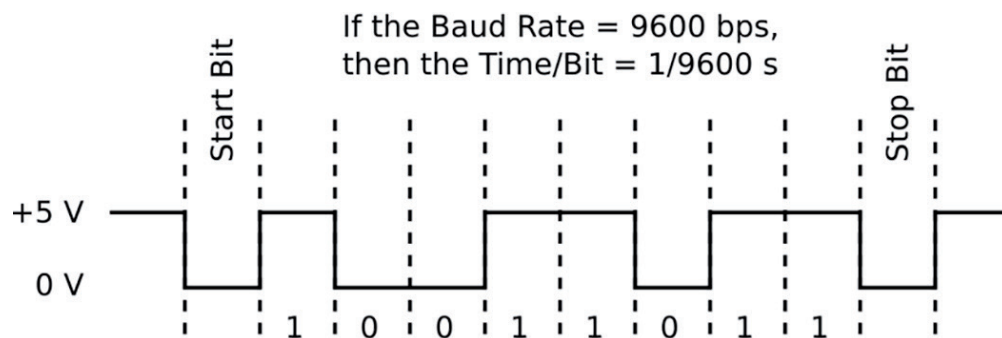 If the Baud Rate = 9600 bps,
then the Time/Bit = 1/9600 s
Start Bit
Stop Bit
+5 V
0 V
1 0 0 1 1 0 1 1